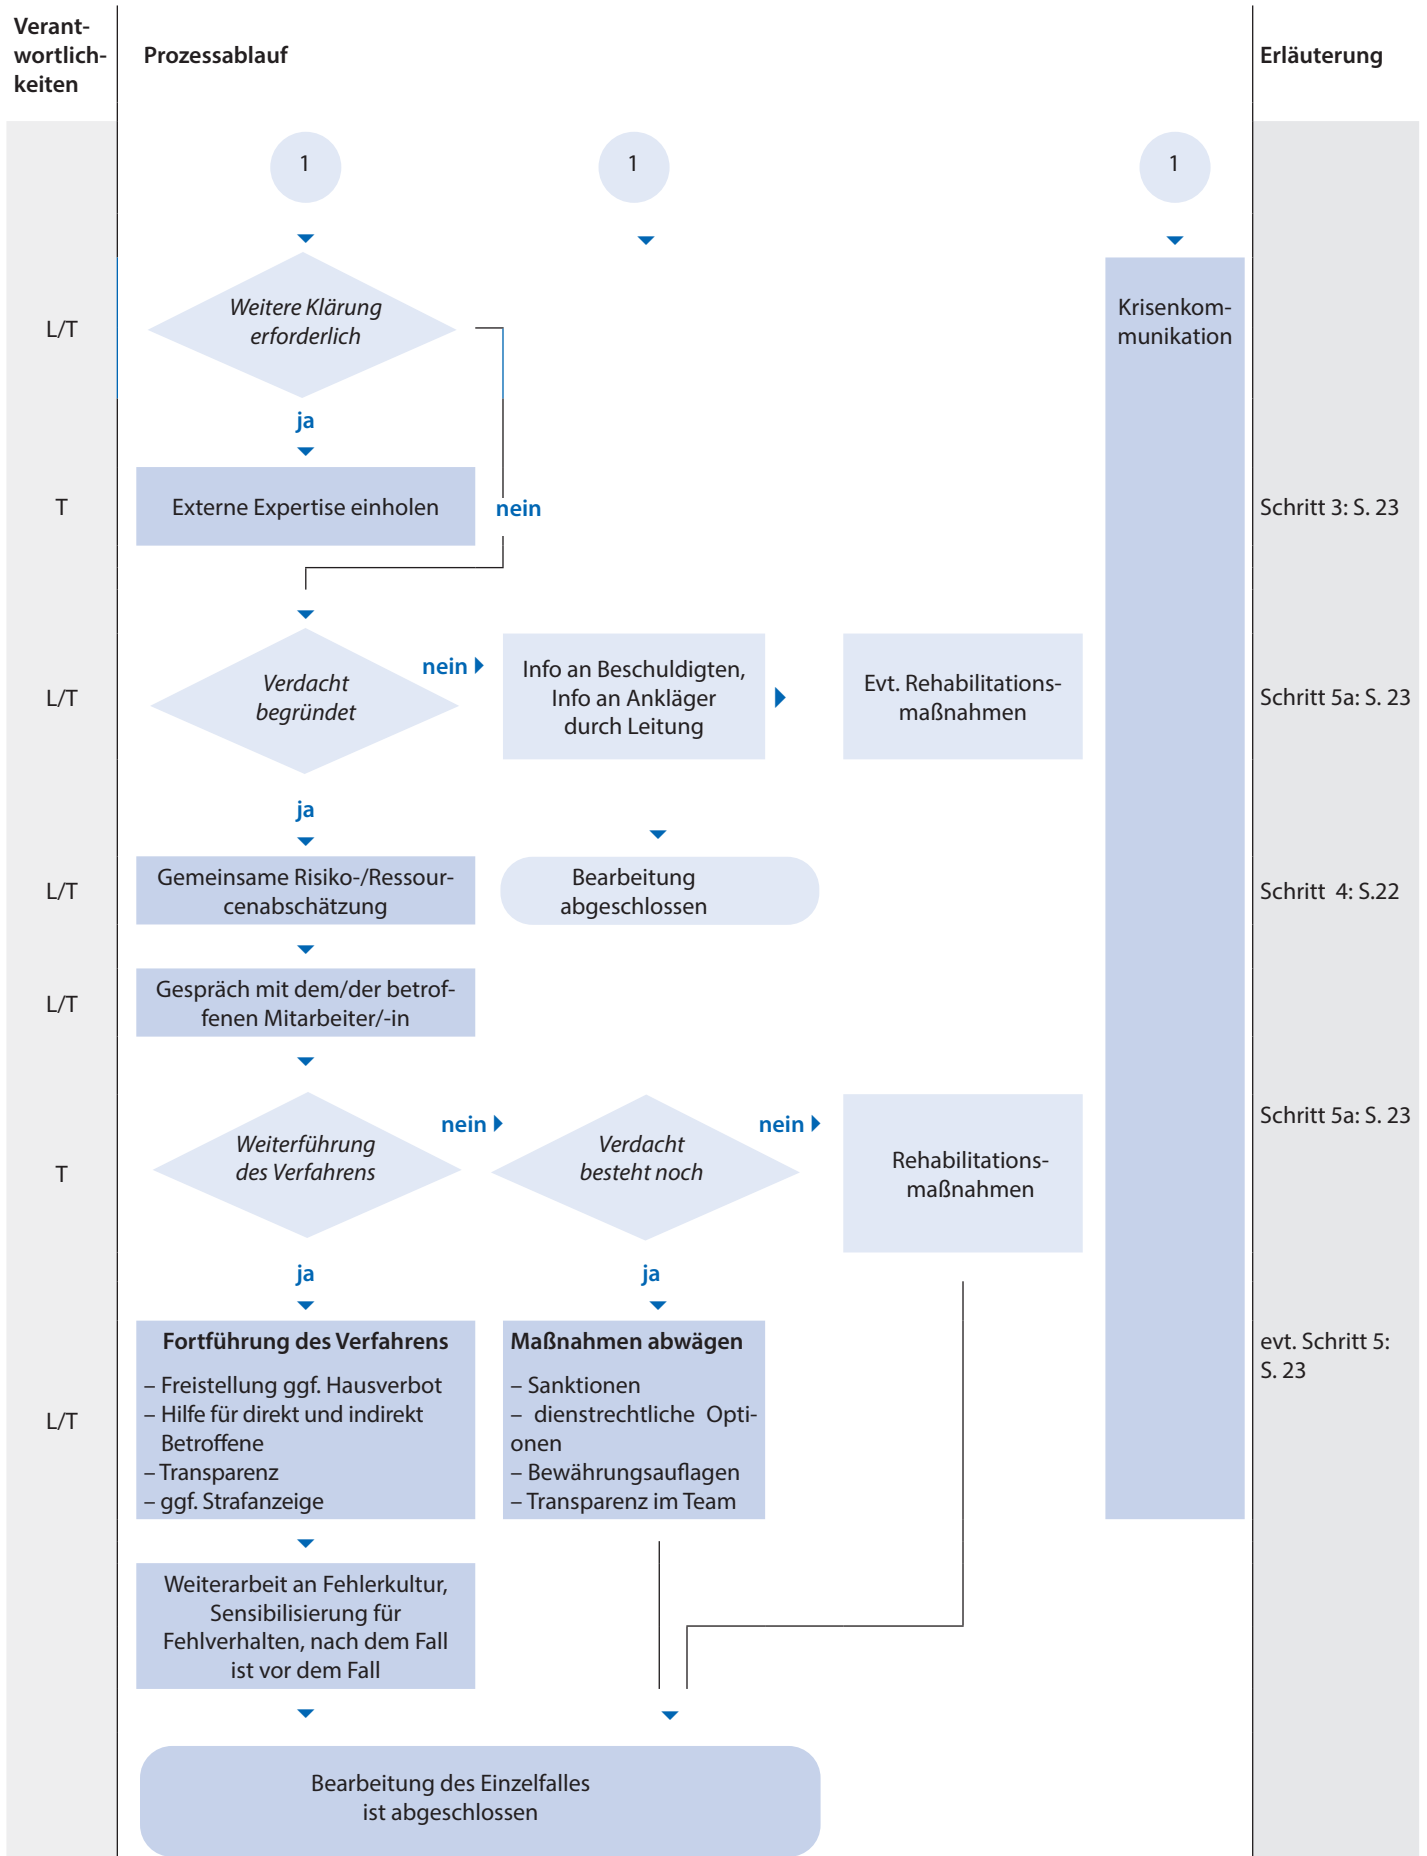 Verant-
wortlich-
keiten
Prozessablauf
Erläuterung
1
1
1
L/T
Weitere Klärung
erforderlich
Krisenkom-
munikation
ja
T
Externe Expertise einholen
nein
Schritt 3: S. 23
L/T
Verdacht
begründet
nein
Info an Beschuldigten,
Info an Ankläger
durch Leitung
Evt. Rehabilitations-
maßnahmen
Schritt 5a: S. 23
ja
L/T
Gemeinsame Risiko-/Ressour-
cenabschätzung
Bearbeitung
abgeschlossen
Schritt 4: S.22
L/T
Gespräch mit dem/der betrof-
fenen Mitarbeiter/-in
T
Weiterführung
des Verfahrens
nein
Verdacht
besteht noch
nein
Rehabilitations-
maßnahmen
Schritt 5a: S. 23
ja
ja
L/T
Fortführung des Verfahrens
– Freistellung ggf. Hausverbot
– Hilfe für direkt und indirekt
Betroffene
– Transparenz
– ggf. Strafanzeige
Maßnahmen abwägen
– Sanktionen
– dienstrechtliche Opti-
onen
– Bewährungsauflagen
– Transparenz im Team
evt. Schritt 5:
S. 23
Weiterarbeit an Fehlerkultur,
Sensibilisierung für
Fehlverhalten, nach dem Fall
ist vor dem Fall
Bearbeitung des Einzelfalles
ist abgeschlossen